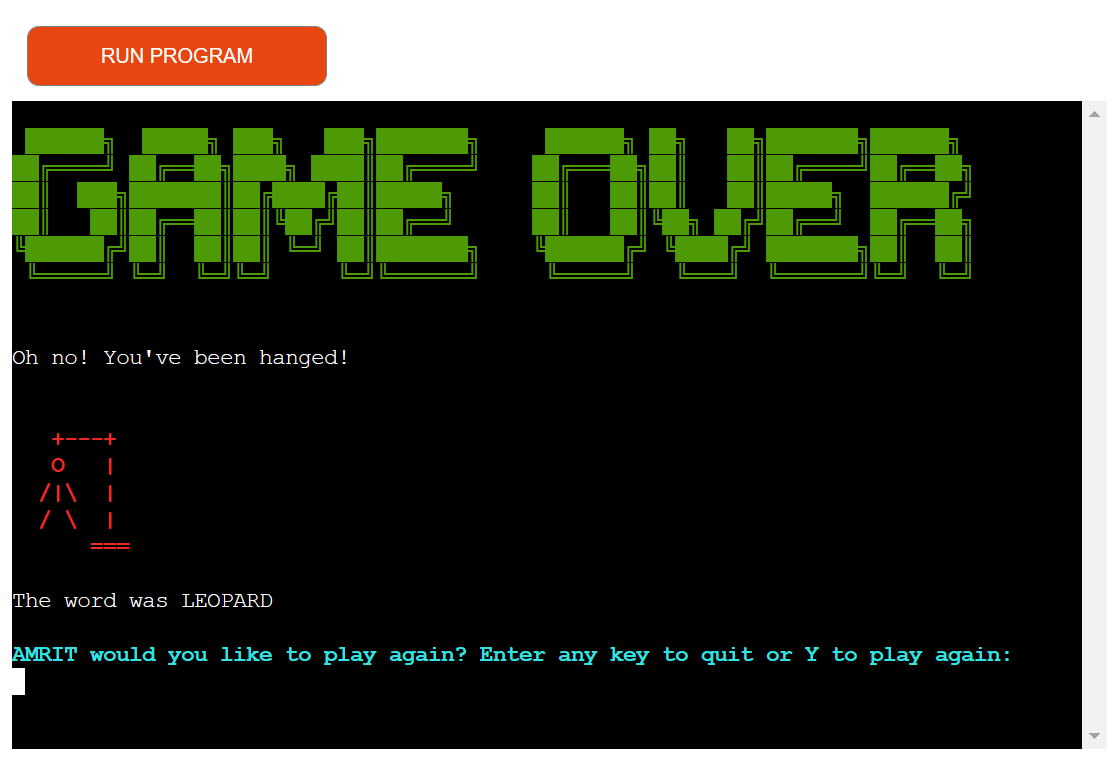 RUN PROGRAM
GAME OVER
Oh no! You've been hanged!
+---+
O   |
/|\  |
/ \  |
===
The word was LEOPARD
AMRIT would you like to play again? Enter any key to quit or Y to play again: